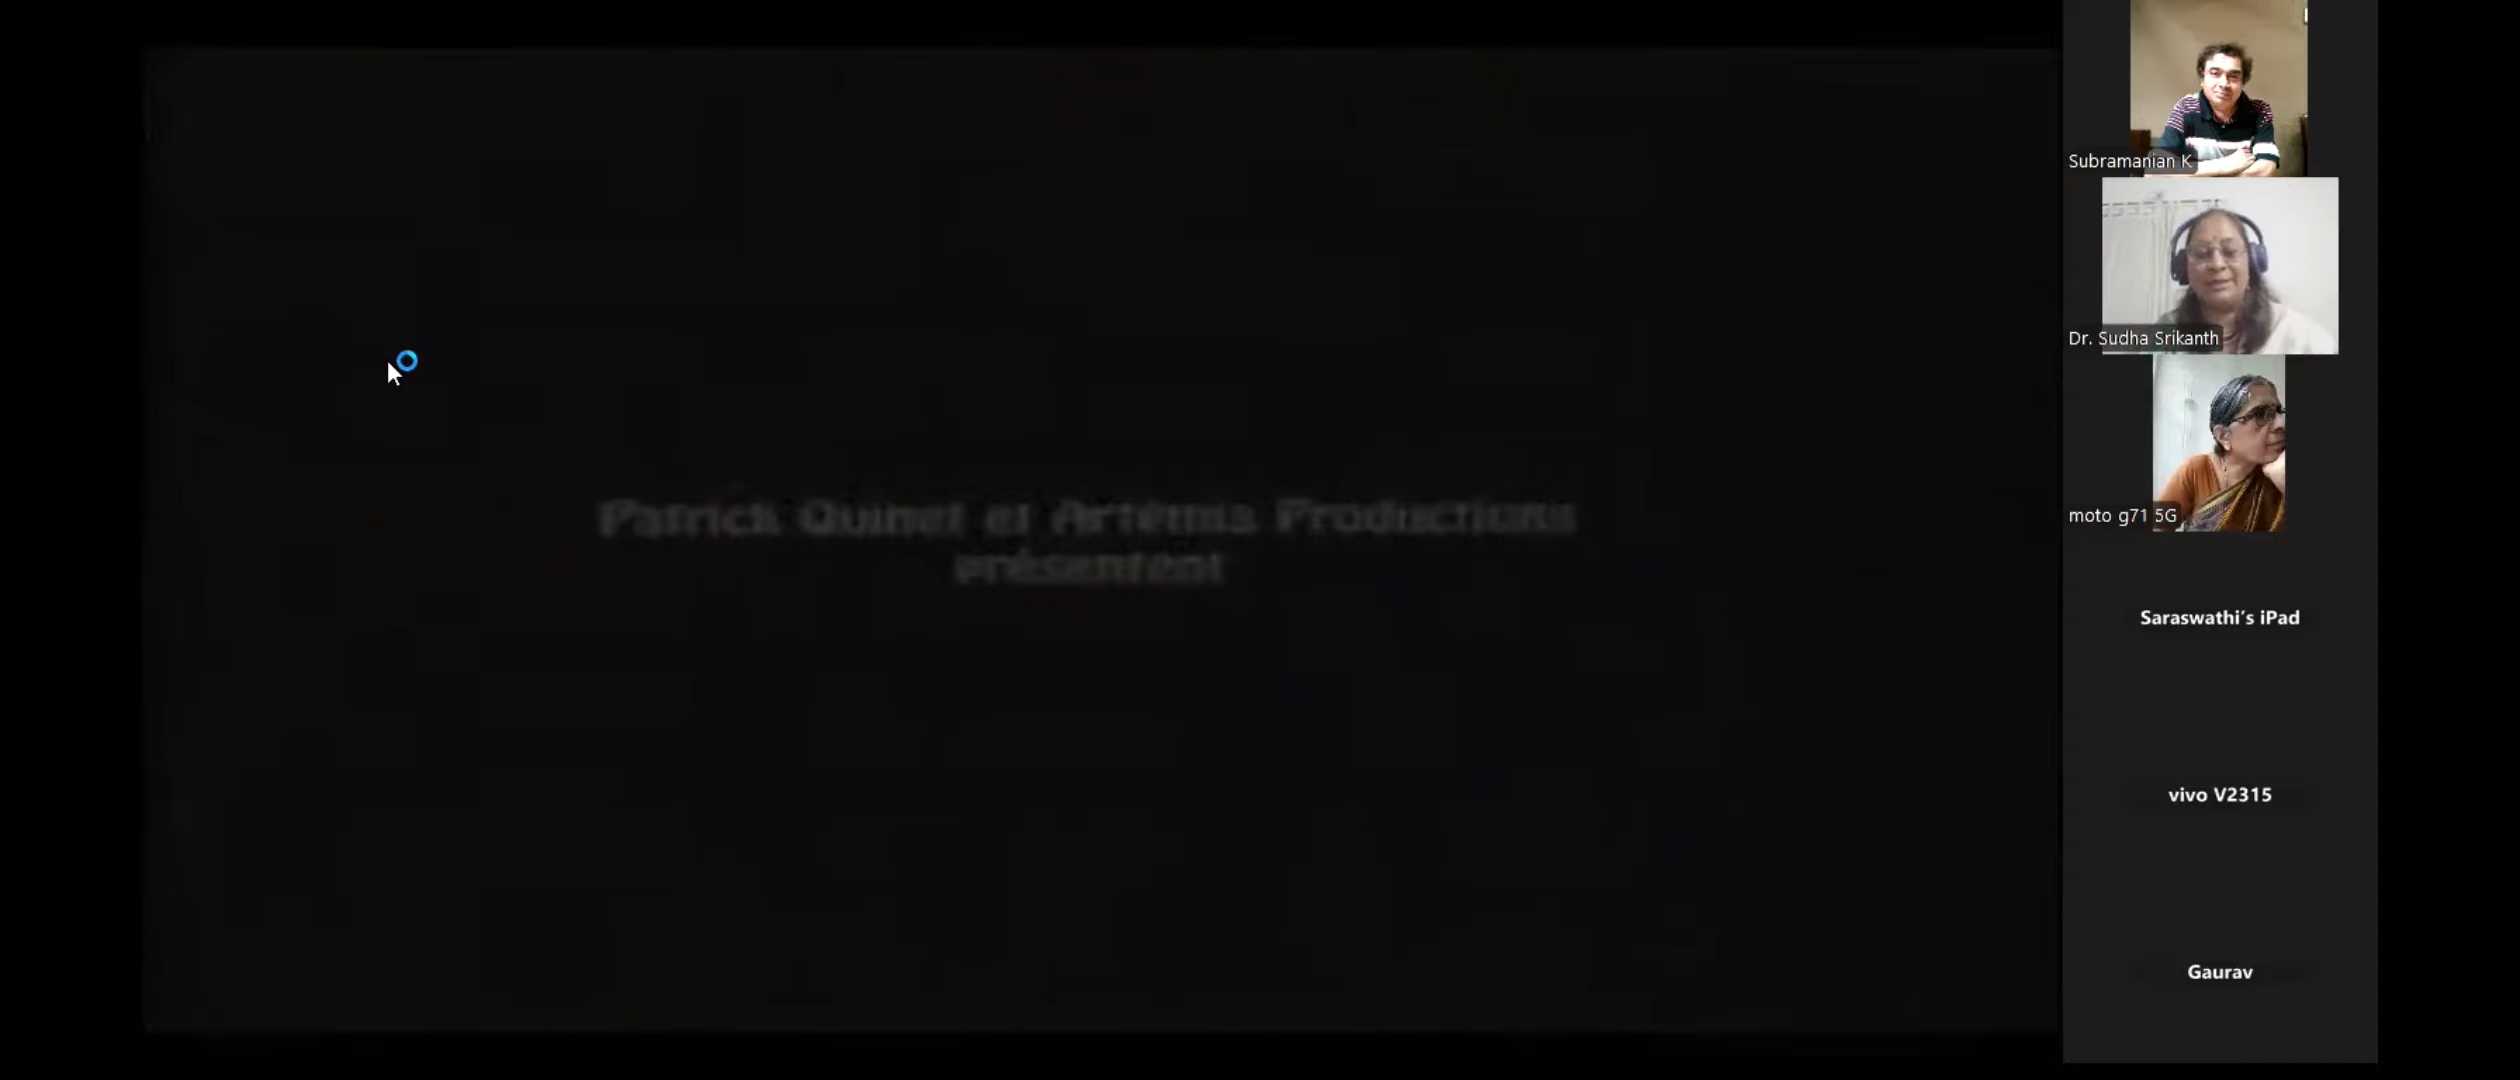 Patrick Quinet et Artémis Productions
présentent
Subramanian K
Dr. Sudha Srikanth
moto g71 5G
Saraswathi's iPad
vivo V2315
Gaurav